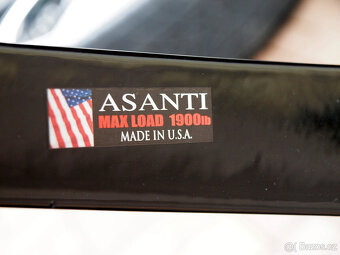 ASANTI
MAX LOAD 1900lb
MADE IN U.S.A.
© Bazos.cz